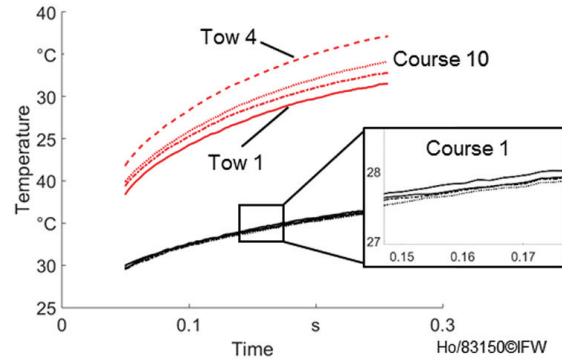 40
°C
Tow 4
Course 10
30
Tow 1
Temperature
40
°C
Course 1
28
27
0.15
0.16
0.17
30
25
0
0.1
s
0.3
Time
Ho/83150©IFW